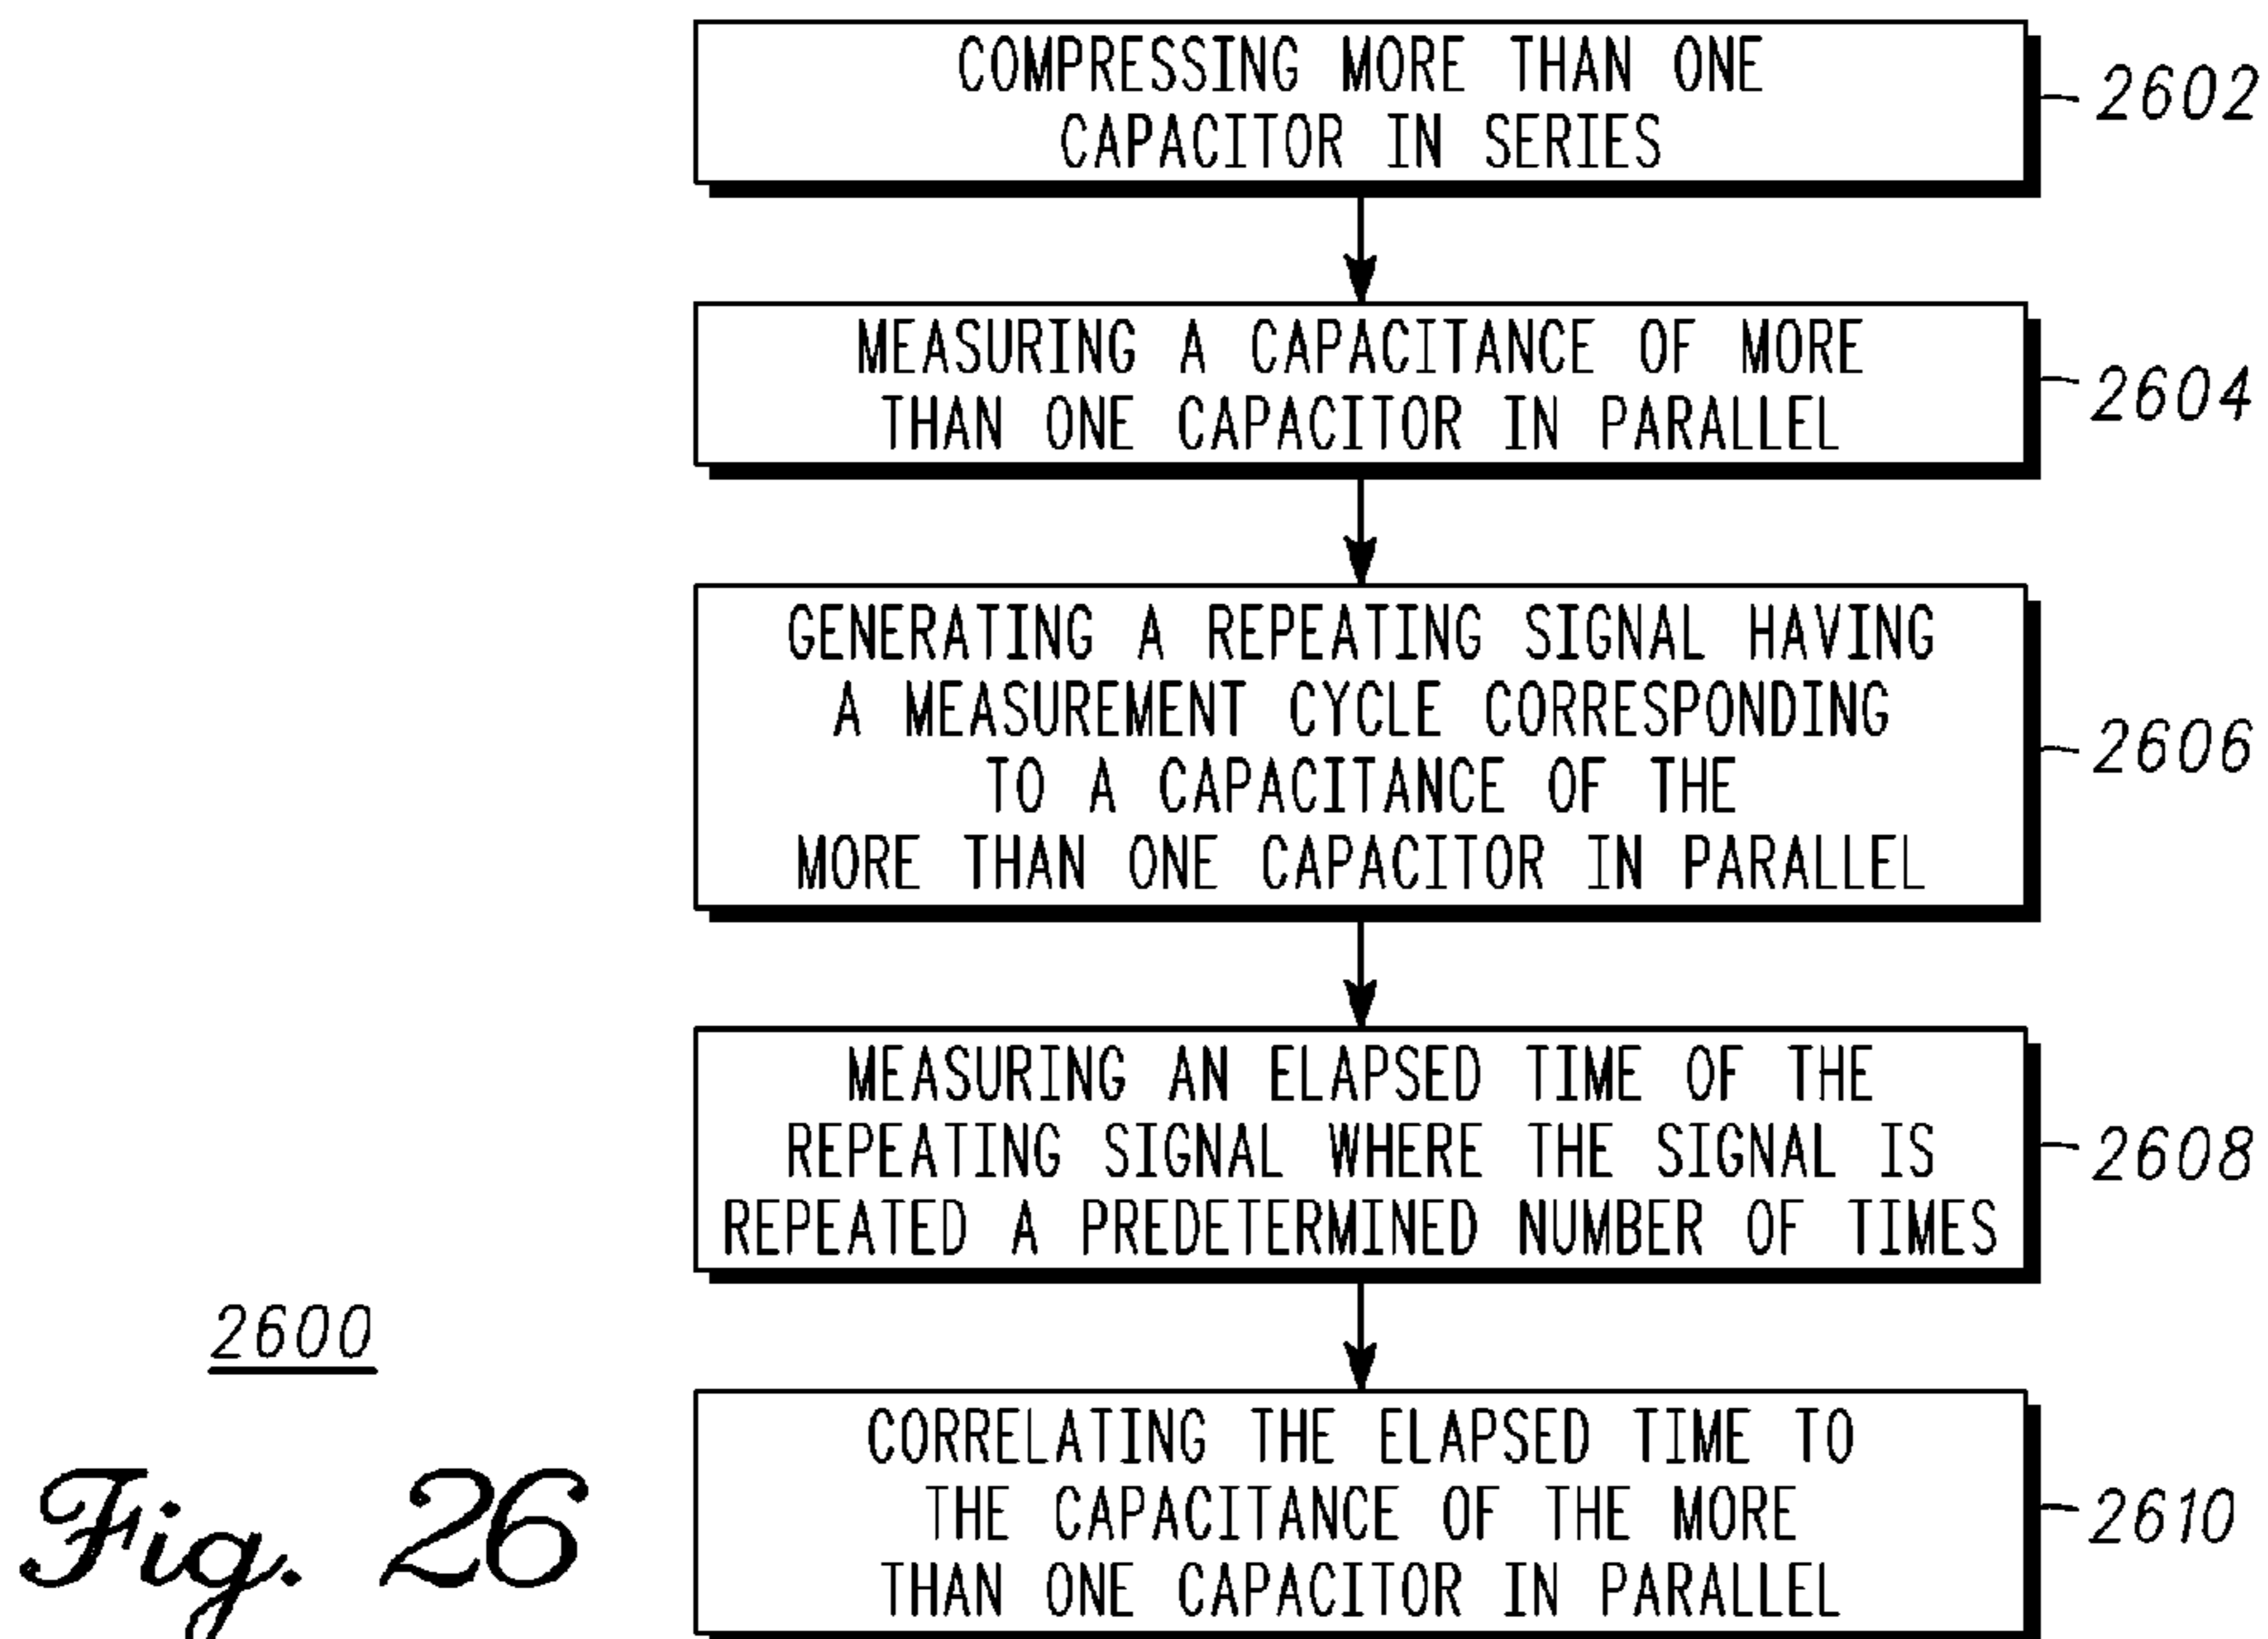 COMPRESSING MORE THAN ONE
CAPACITOR IN SERIES
2602
MEASURING A CAPACITANCE OF MORE
THAN ONE CAPACITOR IN PARALLEL
2604
GENERATING A REPEATING SIGNAL HAVING
A MEASUREMENT CYCLE CORRESPONDING
TO A CAPACITANCE OF THE
MORE THAN ONE CAPACITOR IN PARALLEL
2606
MEASURING AN ELAPSED TIME OF THE
REPEATING SIGNAL WHERE THE SIGNAL IS
REPEATED A PREDETERMINED NUMBER OF TIMES
2608
CORRELATING THE ELAPSED TIME TO
THE CAPACITANCE OF THE MORE
THAN ONE CAPACITOR IN PARALLEL
2610
2600
Fig. 26